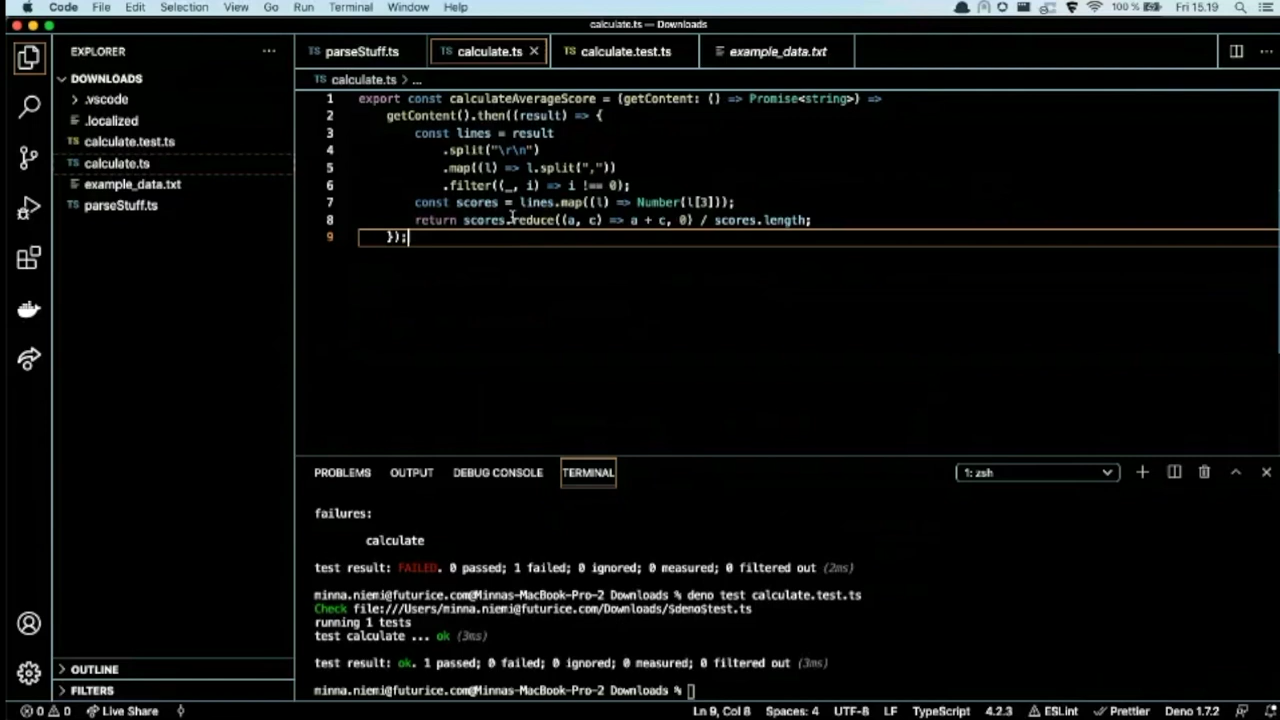 Code File Edit Selection View Go Run Terminal Window Help 100 % Fri 15.19
calculate.ts — Downloads
EXPLORER
DOWNLOADS
.vscode
.localized
calculate.test.ts
calculate.ts
example_data.txt
parseStuff.ts
OUTLINE
FILTERS
TS parseStuff.ts TS calculate.ts TS calculate.test.ts example_data.txt
TS calculate.ts > ...
1 export const calculateAverageScore = (getContent: () => Promise<string>) =>
2 getContent().then((result) => {
3 const lines = result
4 .split("\r\n")
5 .map((l) => l.split(","))
6 .filter((_, i) => i !== 0);
7 const scores = lines.map((l) => Number(l[3]));
8 return scores.reduce((a, c) => a + c, 0) / scores.length;
9 });
PROBLEMS OUTPUT DEBUG CONSOLE TERMINAL 1: zsh
failures:
calculate
test result: FAILED. 0 passed; 1 failed; 0 ignored; 0 measured; 0 filtered out (2ms)
minna.niemi@futurice.com@Minnas-MacBook-Pro-2 Downloads % deno test calculate.test.ts
Check file:///Users/minna.niemi@futurice.com/Downloads/$deno$test.ts
running 1 tests
test calculate ... ok (3ms)
test result: ok. 1 passed; 0 failed; 0 ignored; 0 measured; 0 filtered out (3ms)
minna.niemi@futurice.com@Minnas-MacBook-Pro-2 Downloads %
0 0 Live Share Ln 9, Col 8 Spaces: 4 UTF-8 LF TypeScript 4.2.3 ESLint Prettier Deno 1.7.2